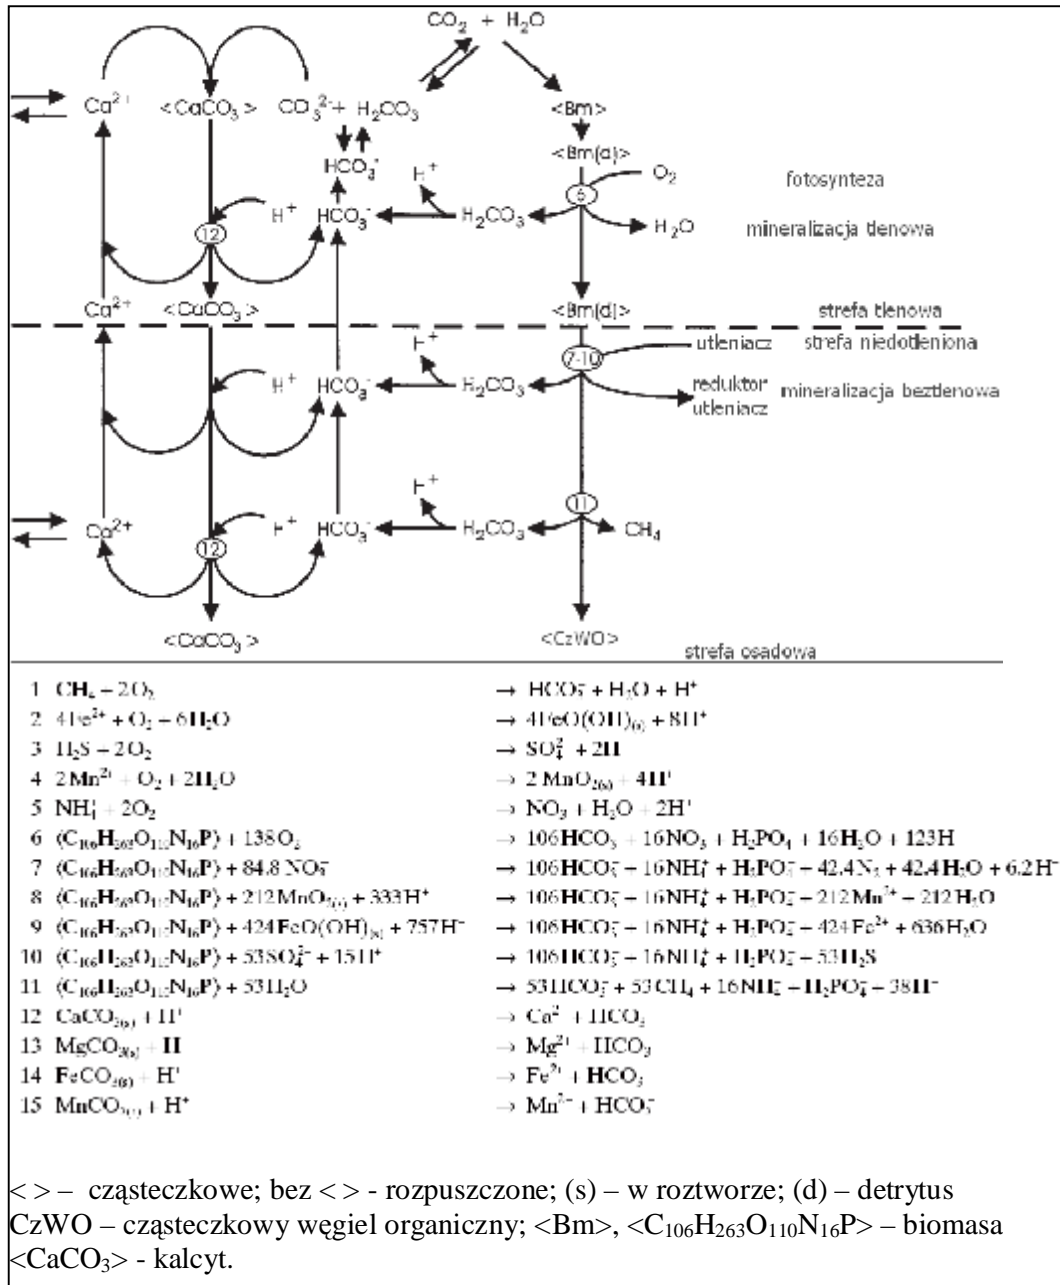 CO₂ + H₂O
Ca²⁺ <CaCO₃> CO₃²⁻ + H₂CO₃ <Bm>
<Bm(d)>
HCO₃⁻ H⁺ O₂ fotosynteza
6
H⁺ HCO₃⁻ H₂CO₃ H₂O mineralizacja tlenowa
12
Ca²⁺ <CaCO₃> <Bm(d)> strefa tlenowa
H⁺ 7-10 utleniacz strefa niedotleniona
H⁺ HCO₃⁻ H₂CO₃ reduktor mineralizacja beztlenowa
utleniacz
H⁺ 11
Ca²⁺ H⁺ HCO₃⁻ H₂CO₃ CH₄
12
<CaCO₃> <CzWO>
strefa osadowa
1 CH₄ + 2O₂ → HCO₃⁻ + H₂O + H⁺
2 4Fe²⁺ + O₂ + 6H₂O → 4FeO(OH)₍ₛ₎ + 8H⁺
3 H₂S + 2O₂ → SO₄²⁻ + 2H
4 2Mn²⁺ + O₂ + 2H₂O → 2 MnO₂₍ₛ₎ + 4H⁺
5 NH₄⁺ + 2O₂ → NO₃ + H₂O + 2H⁺
6 (C₁₀₆H₂₆₃O₁₁₀N₁₆P) + 138O₂ → 106HCO₃ + 16NO₃ + H₂PO₄ + 16H₂O + 123H
7 (C₁₀₆H₂₆₃O₁₁₀N₁₆P) + 84.8 NO₃⁻ → 106HCO₃⁻ + 16NH₄⁺ + H₂PO₄⁻ + 42.4N₂ + 42.4H₂O + 6.2H⁻
8 (C₁₀₆H₂₆₃O₁₁₀N₁₆P) + 212MnO₂₍ₛ₎ + 333H⁺ → 106HCO₃⁻ + 16NH₄⁺ + H₂PO₄⁻ + 212Mn²⁺ + 212H₂O
9 (C₁₀₆H₂₆₃O₁₁₀N₁₆P) + 424FeO(OH)₍ₛ₎ + 757H⁻ → 106HCO₃⁻ + 16NH₄⁺ + H₂PO₄⁻ + 424Fe²⁺ + 636H₂O
10 (C₁₀₆H₂₆₃O₁₁₀N₁₆P) + 53SO₄²⁻ + 15H⁺ → 106HCO₃⁻ + 16NH₄⁺ + H₂PO₄⁻ + 53H₂S
11 (C₁₀₆H₂₆₃O₁₁₀N₁₆P) + 53H₂O → 53HCO₃⁻ + 53CH₄ + 16NH₄⁻ + H₂PO₄⁻ + 38H⁻
12 CaCO₃₍ₛ₎ + H⁺ → Ca²⁺ + HCO₃
13 MgCO₃₍ₛ₎ + H → Mg²⁺ + HCO₃
14 FeCO₃₍ₛ₎ + H⁺ → Fe²⁺ + HCO₃
15 MnCO₃₍ₛ₎ + H⁺ → Mn²⁻ + HCO₃⁻
< > – cząsteczkowe; bez < > - rozpuszczone; (s) – w roztworze; (d) – detrytus
CzWO – cząsteczkowy węgiel organiczny; <Bm>, <C₁₀₆H₂₆₃O₁₁₀N₁₆P> – biomasa
<CaCO₃> - kalcyt.